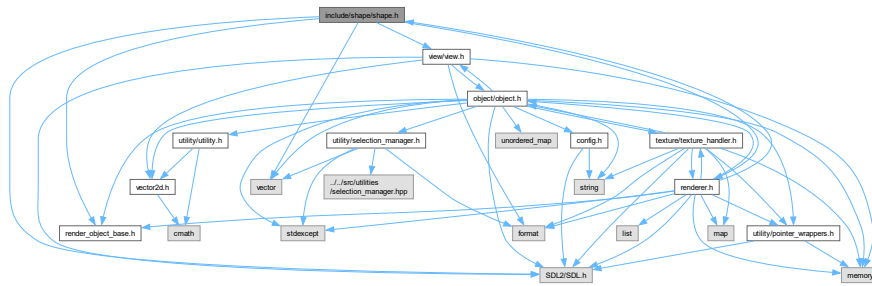 include/shape/shape.h
view/view.h
object/object.h
utility/utility.h
utility/selection_manager.h
unordered_map
config.h
texture/texture_handler.h
vector2d.h
vector
../../src/utilities
/selection_manager.hpp
string
renderer.h
render_object_base.h
cmath
stdexcept
format
list
map
utility/pointer_wrappers.h
SDL2/SDL.h
memory